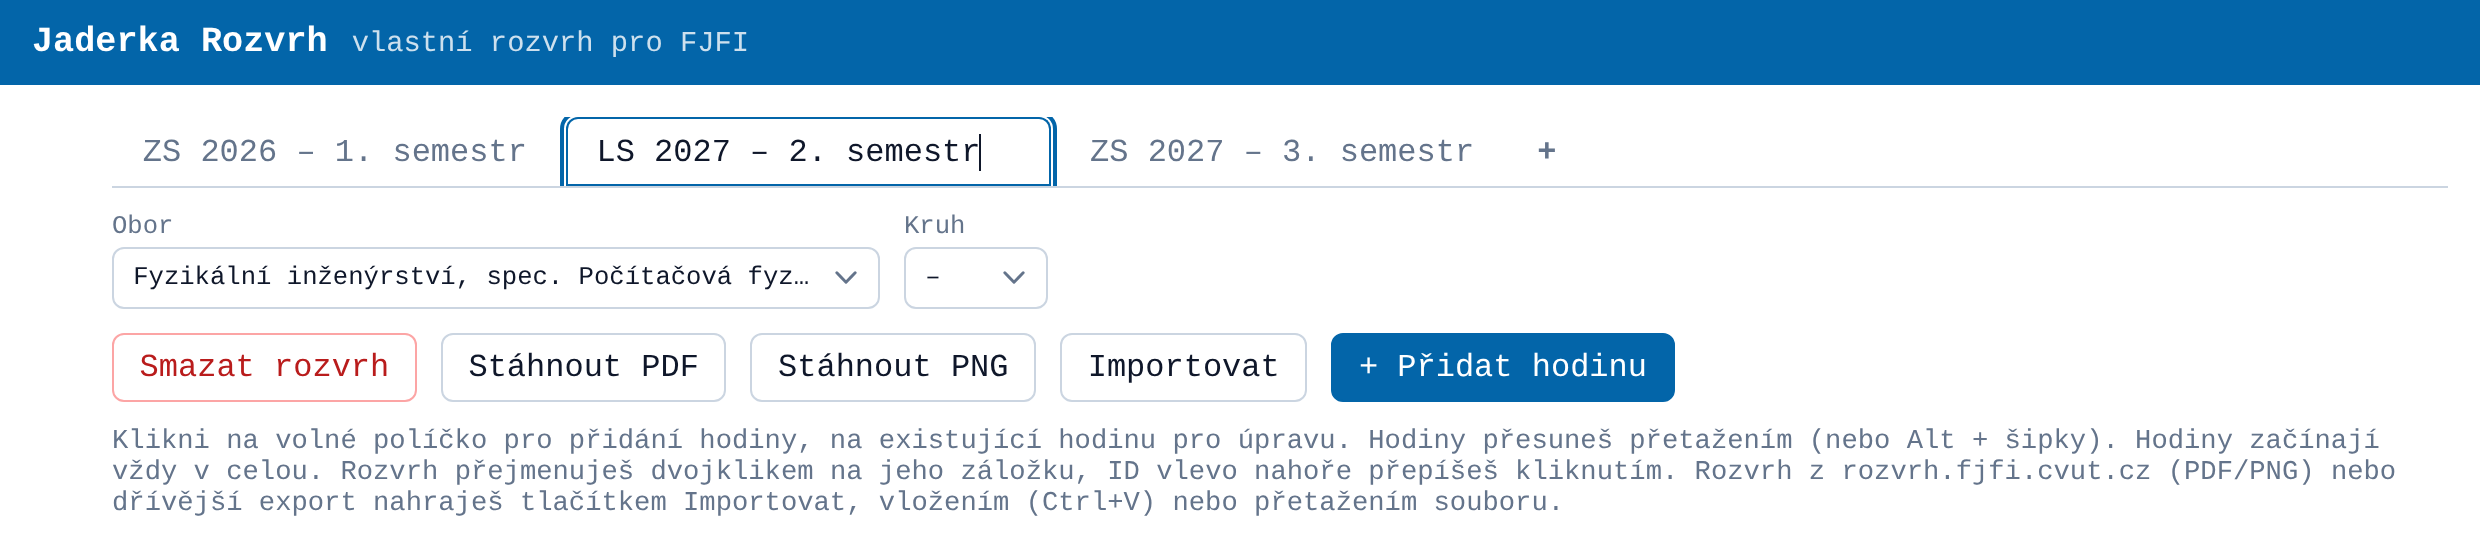 Jaderka Rozvrh vlastní rozvrh pro FJFI
ZS 2026 – 1. semestr LS 2027 – 2. semestr ZS 2027 – 3. semestr +
Obor Kruh
Fyzikální inženýrství, spec. Počítačová fyz… –
Smazat rozvrh Stáhnout PDF Stáhnout PNG Importovat + Přidat hodinu
Klikni na volné políčko pro přidání hodiny, na existující hodinu pro úpravu. Hodiny přesuneš přetažením (nebo Alt + šipky). Hodiny začínají
vždy v celou. Rozvrh přejmenuješ dvojklikem na jeho záložku, ID vlevo nahoře přepíšeš kliknutím. Rozvrh z rozvrh.fjfi.cvut.cz (PDF/PNG) nebo
dřívější export nahraješ tlačítkem Importovat, vložením (Ctrl+V) nebo přetažením souboru.